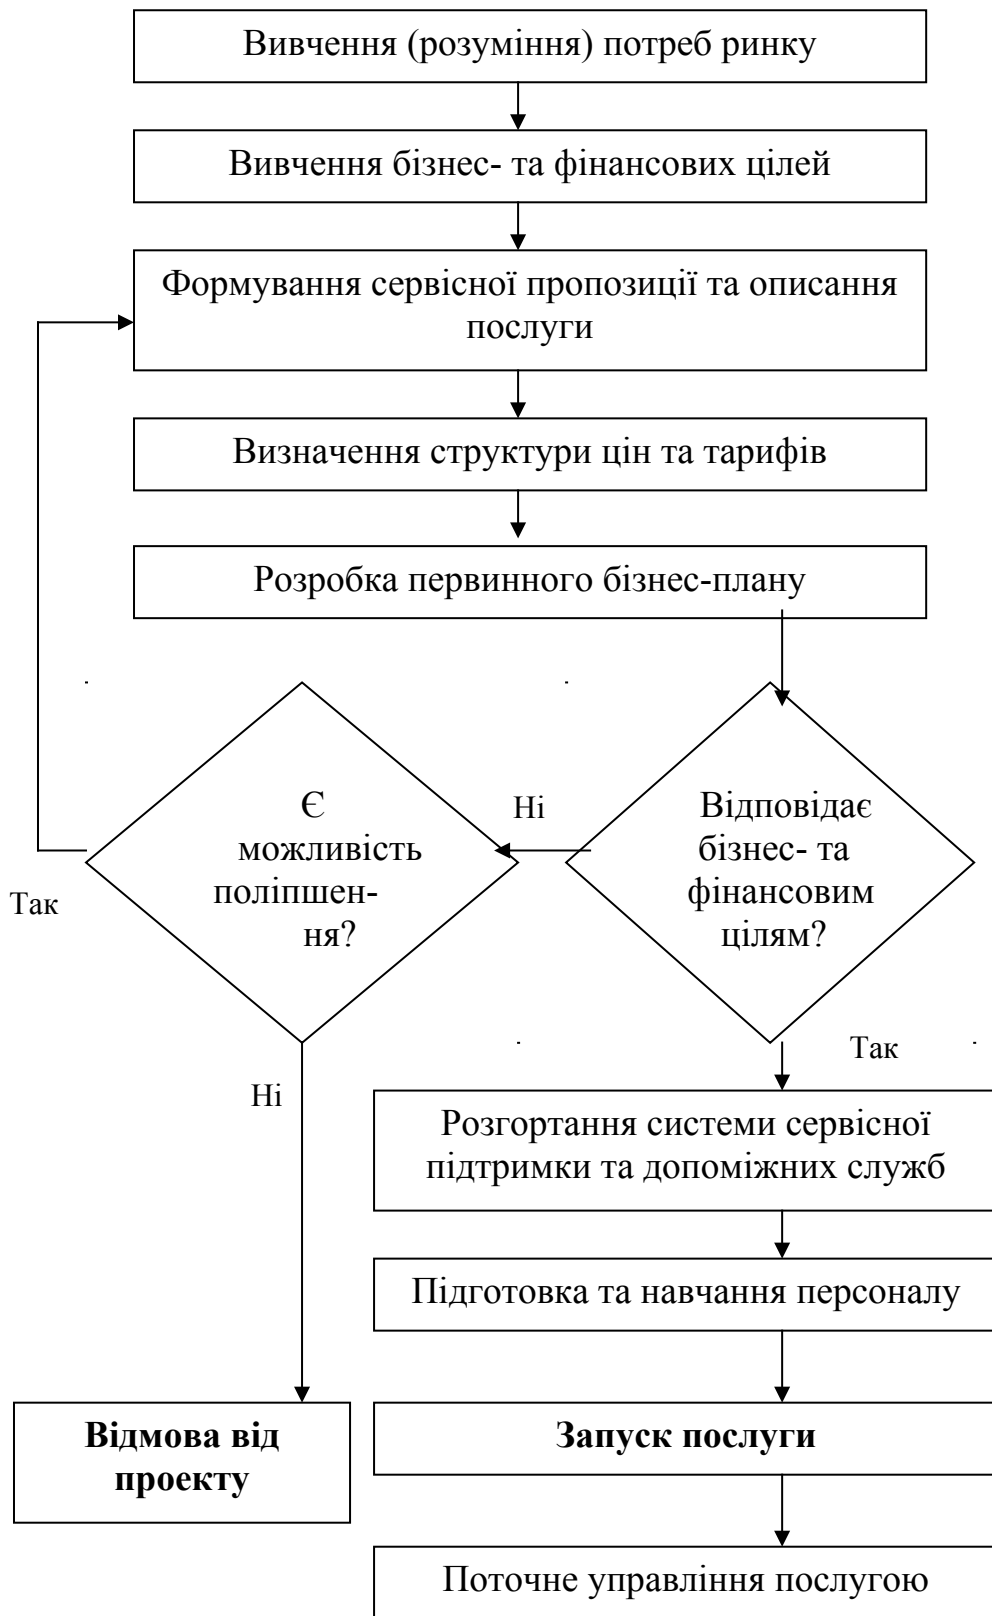 Вивчення (розуміння) потреб ринку
Вивчення бізнес- та фінансових цілей
Формування сервісної пропозиції та описання
послуги
Визначення структури цін та тарифів
Розробка первинного бізнес-плану
Є
можливість
поліпшен-
ня?
Ні
Відповідає
бізнес- та
фінансовим
цілям?
Так
Так
Ні
Розгортання системи сервісної
підтримки та допоміжних служб
Підготовка та навчання персоналу
Відмова від
проекту
Запуск послуги
Поточне управління послугою